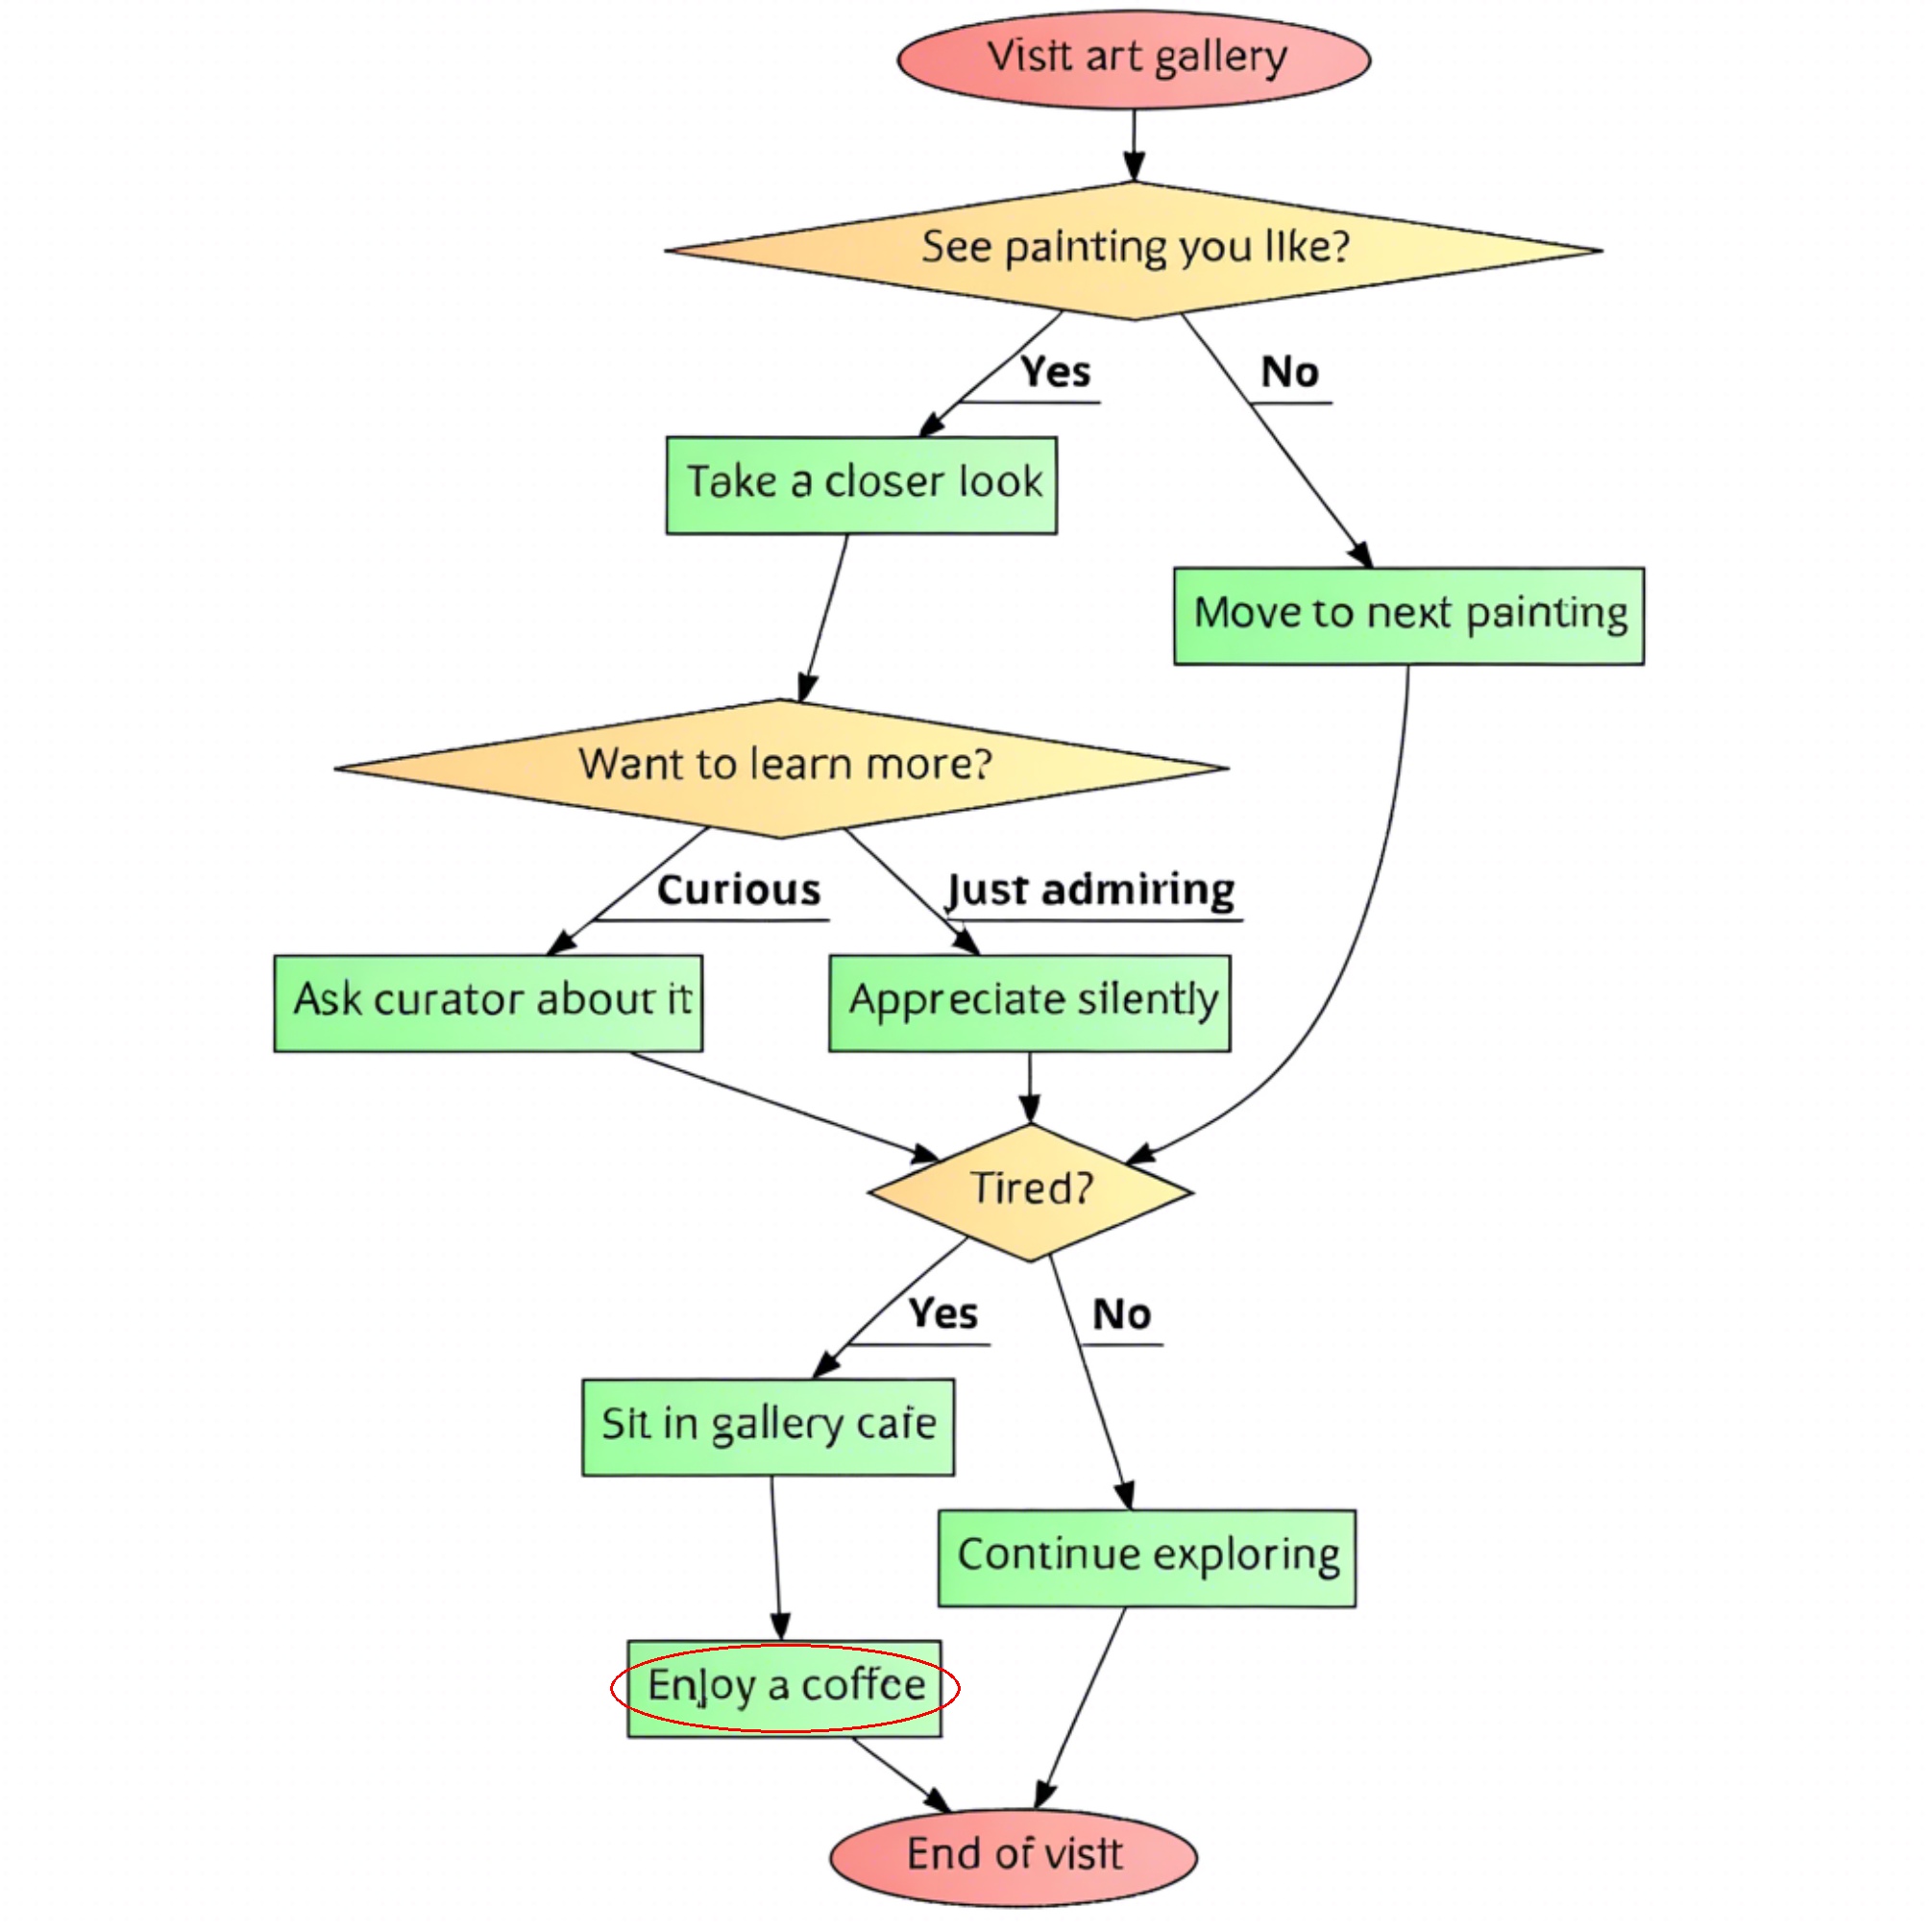 Visit art gallery
See painting you like?
Yes
No
Take a closer look
Move to next painting
Want to learn more?
Curious
Just admiring
Ask curator about it
Appreciate silently
Tired?
Yes
No
Sit in gallery cafe
Continue exploring
Enjoy a coffee
End of visit